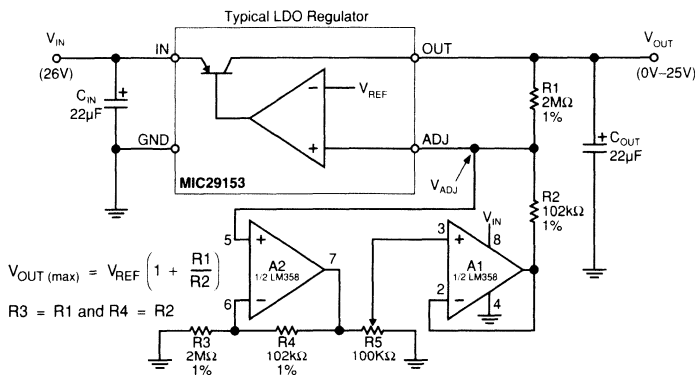 Typical LDO Regulator
V_IN
(26V)
IN
OUT
V_OUT
(0V–25V)
C_IN
22µF
+
–
V_REF
R1
2MΩ
1%
GND
+
ADJ
C_OUT
22µF
+
MIC29153
V_ADJ
R2
102kΩ
1%
5
+
A2
1/2 LM358
7
6
–
3
+
V_IN
8
A1
1/2 LM358
2
–
4
V_OUT (max) = V_REF (1 + R1/R2)
R3 = R1 and R4 = R2
R3
2MΩ
1%
R4
102kΩ
1%
R5
100KΩ